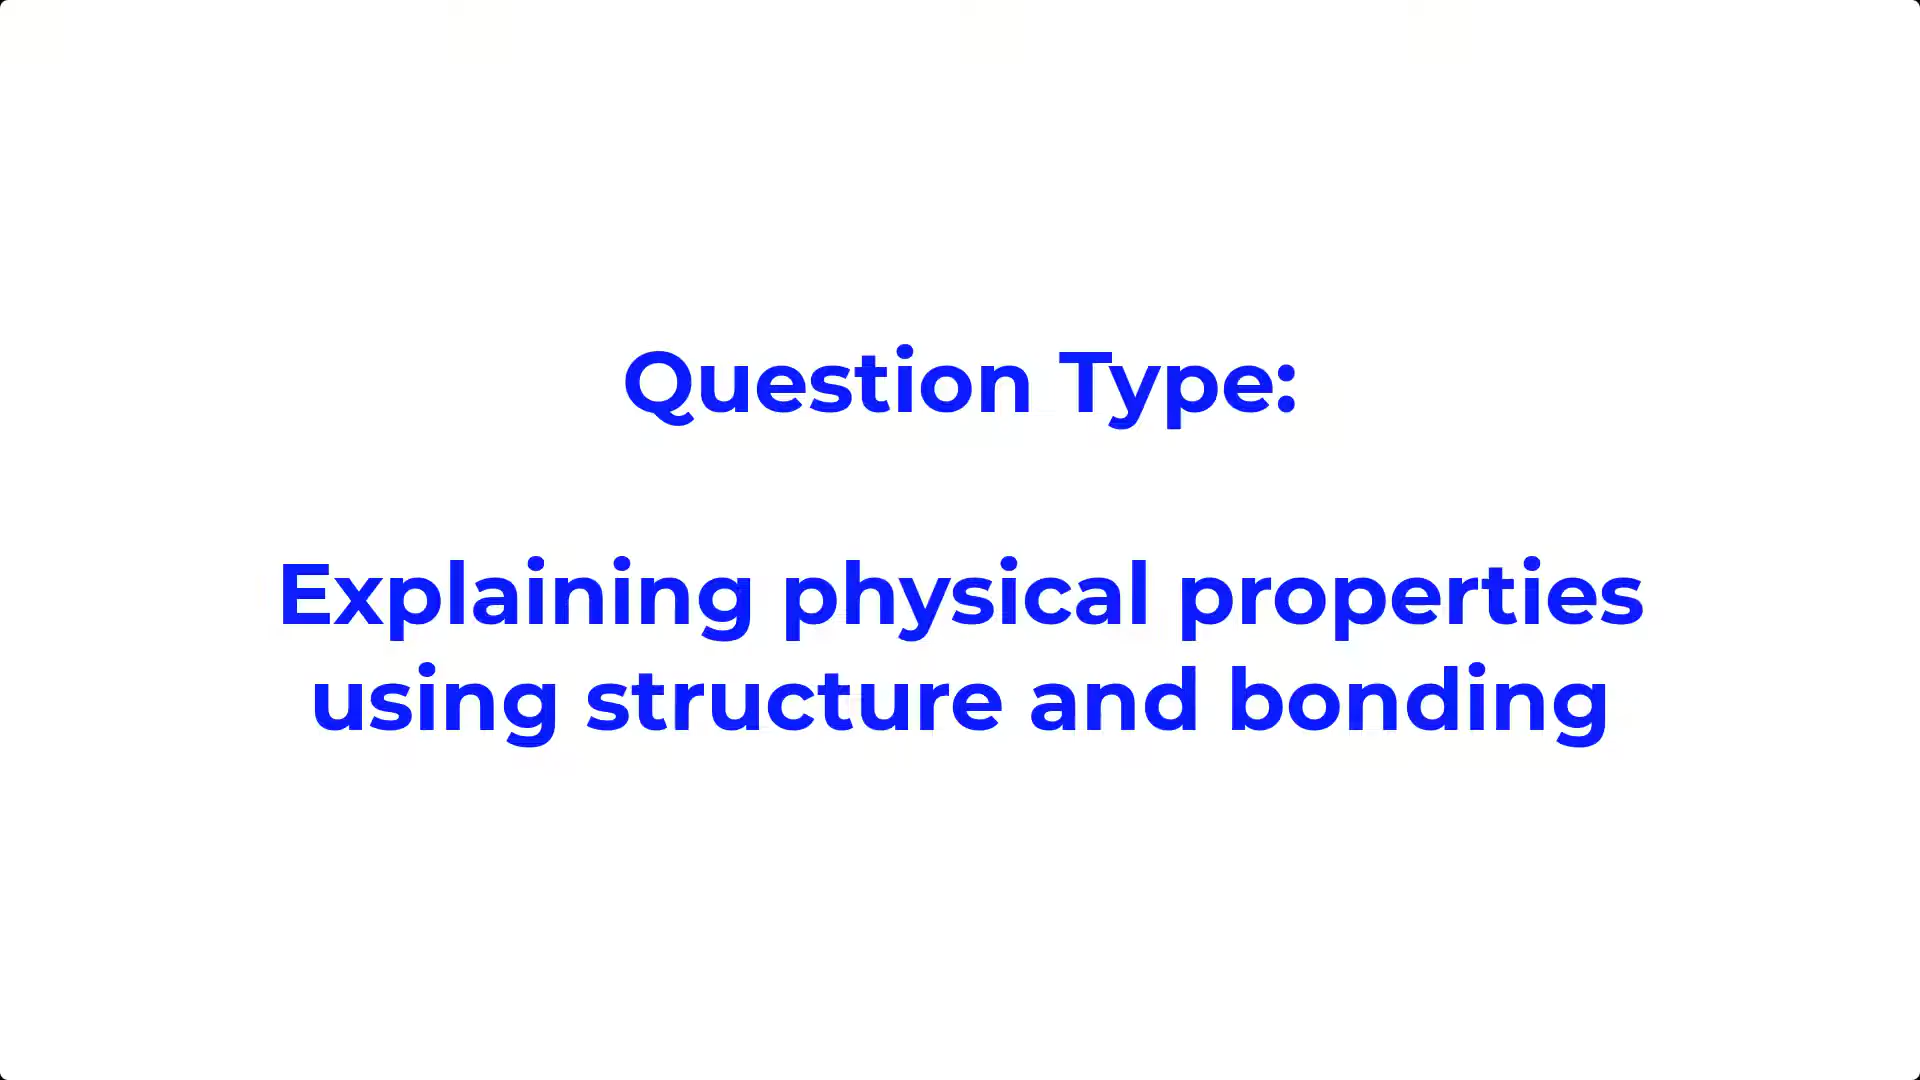 Question Type:
Explaining physical properties
using structure and bonding